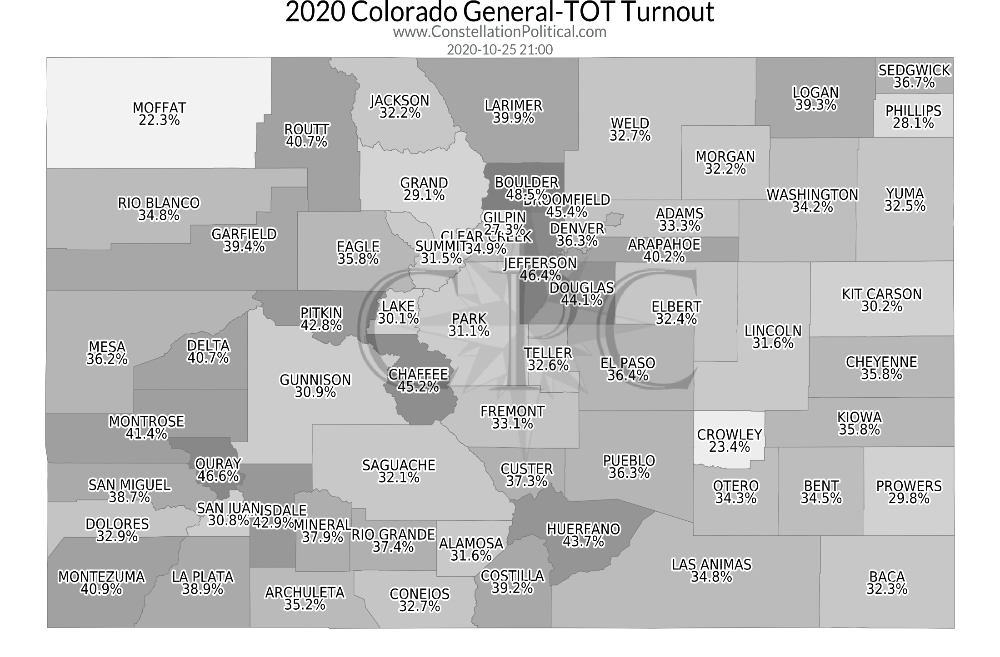 2020 Colorado General-TOT Turnout
www.ConstellationPolitical.com
2020-10-25 21:00
MOFFAT
22.3%
ROUTT
40.7%
JACKSON
32.2%
LARIMER
39.9%
WELD
32.7%
LOGAN
39.3%
SEDGWICK
36.7%
PHILLIPS
28.1%
MORGAN
32.2%
WASHINGTON
34.2%
YUMA
32.5%
RIO BLANCO
34.8%
GRAND
29.1%
BOULDER
48.5%
BROOMFIELD
45.4%
GILPIN
27.3%
ADAMS
33.3%
DENVER
36.3%
CLEAR CREEK
34.9%
GARFIELD
39.4%
EAGLE
35.8%
SUMMIT
31.5%
ARAPAHOE
40.2%
JEFFERSON
46.4%
DOUGLAS
44.1%
ELBERT
32.4%
KIT CARSON
30.2%
PITKIN
42.8%
LAKE
30.1%
PARK
31.1%
LINCOLN
31.6%
MESA
36.2%
DELTA
40.7%
TELLER
32.6%
EL PASO
36.4%
CHEYENNE
35.8%
GUNNISON
30.9%
CHAFFEE
45.2%
CPC
FREMONT
33.1%
KIOWA
35.8%
MONTROSE
41.4%
CROWLEY
23.4%
OURAY
46.6%
SAGUACHE
32.1%
CUSTER
37.3%
PUEBLO
36.3%
SAN MIGUEL
38.7%
OTERO
34.3%
BENT
34.5%
PROWERS
29.8%
SAN JUAN
30.8%
HINSDALE
42.9%
DOLORES
32.9%
MINERAL
37.9%
RIO GRANDE
37.4%
ALAMOSA
31.6%
HUERFANO
43.7%
MONTEZUMA
40.9%
LA PLATA
38.9%
ARCHULETA
35.2%
CONEJOS
32.7%
COSTILLA
39.2%
LAS ANIMAS
34.8%
BACA
32.3%